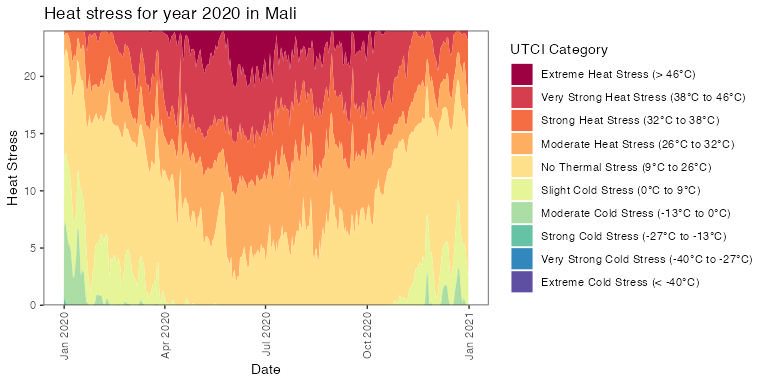 Heat stress for year 2020 in Mali
Heat Stress
20
15
10
5
0
Jan 2020
Apr 2020
Jul 2020
Oct 2020
Jan 2021
Date
UTCI Category
Extreme Heat Stress (> 46°C)
Very Strong Heat Stress (38°C to 46°C)
Strong Heat Stress (32°C to 38°C)
Moderate Heat Stress (26°C to 32°C)
No Thermal Stress (9°C to 26°C)
Slight Cold Stress (0°C to 9°C)
Moderate Cold Stress (-13°C to 0°C)
Strong Cold Stress (-27°C to -13°C)
Very Strong Cold Stress (-40°C to -27°C)
Extreme Cold Stress (< -40°C)